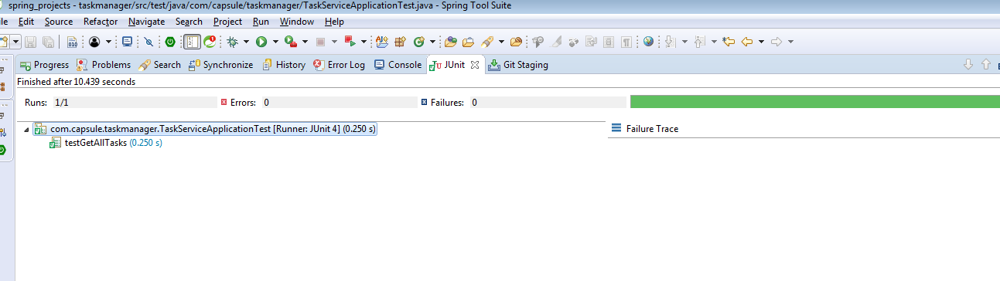 spring_projects - taskmanager/src/test/java/com/capsule/taskmanager/TaskServiceApplicationTest.java - Spring Tool Suite
ile Edit Source Refactor Navigate Search Project Run Window Help
Progress Problems Search Synchronize History Error Log Console JUnit Git Staging
Finished after 10.439 seconds
Runs: 1/1 Errors: 0 Failures: 0
com.capsule.taskmanager.TaskServiceApplicationTest [Runner: JUnit 4] (0.250 s) Failure Trace
testGetAllTasks (0.250 s)